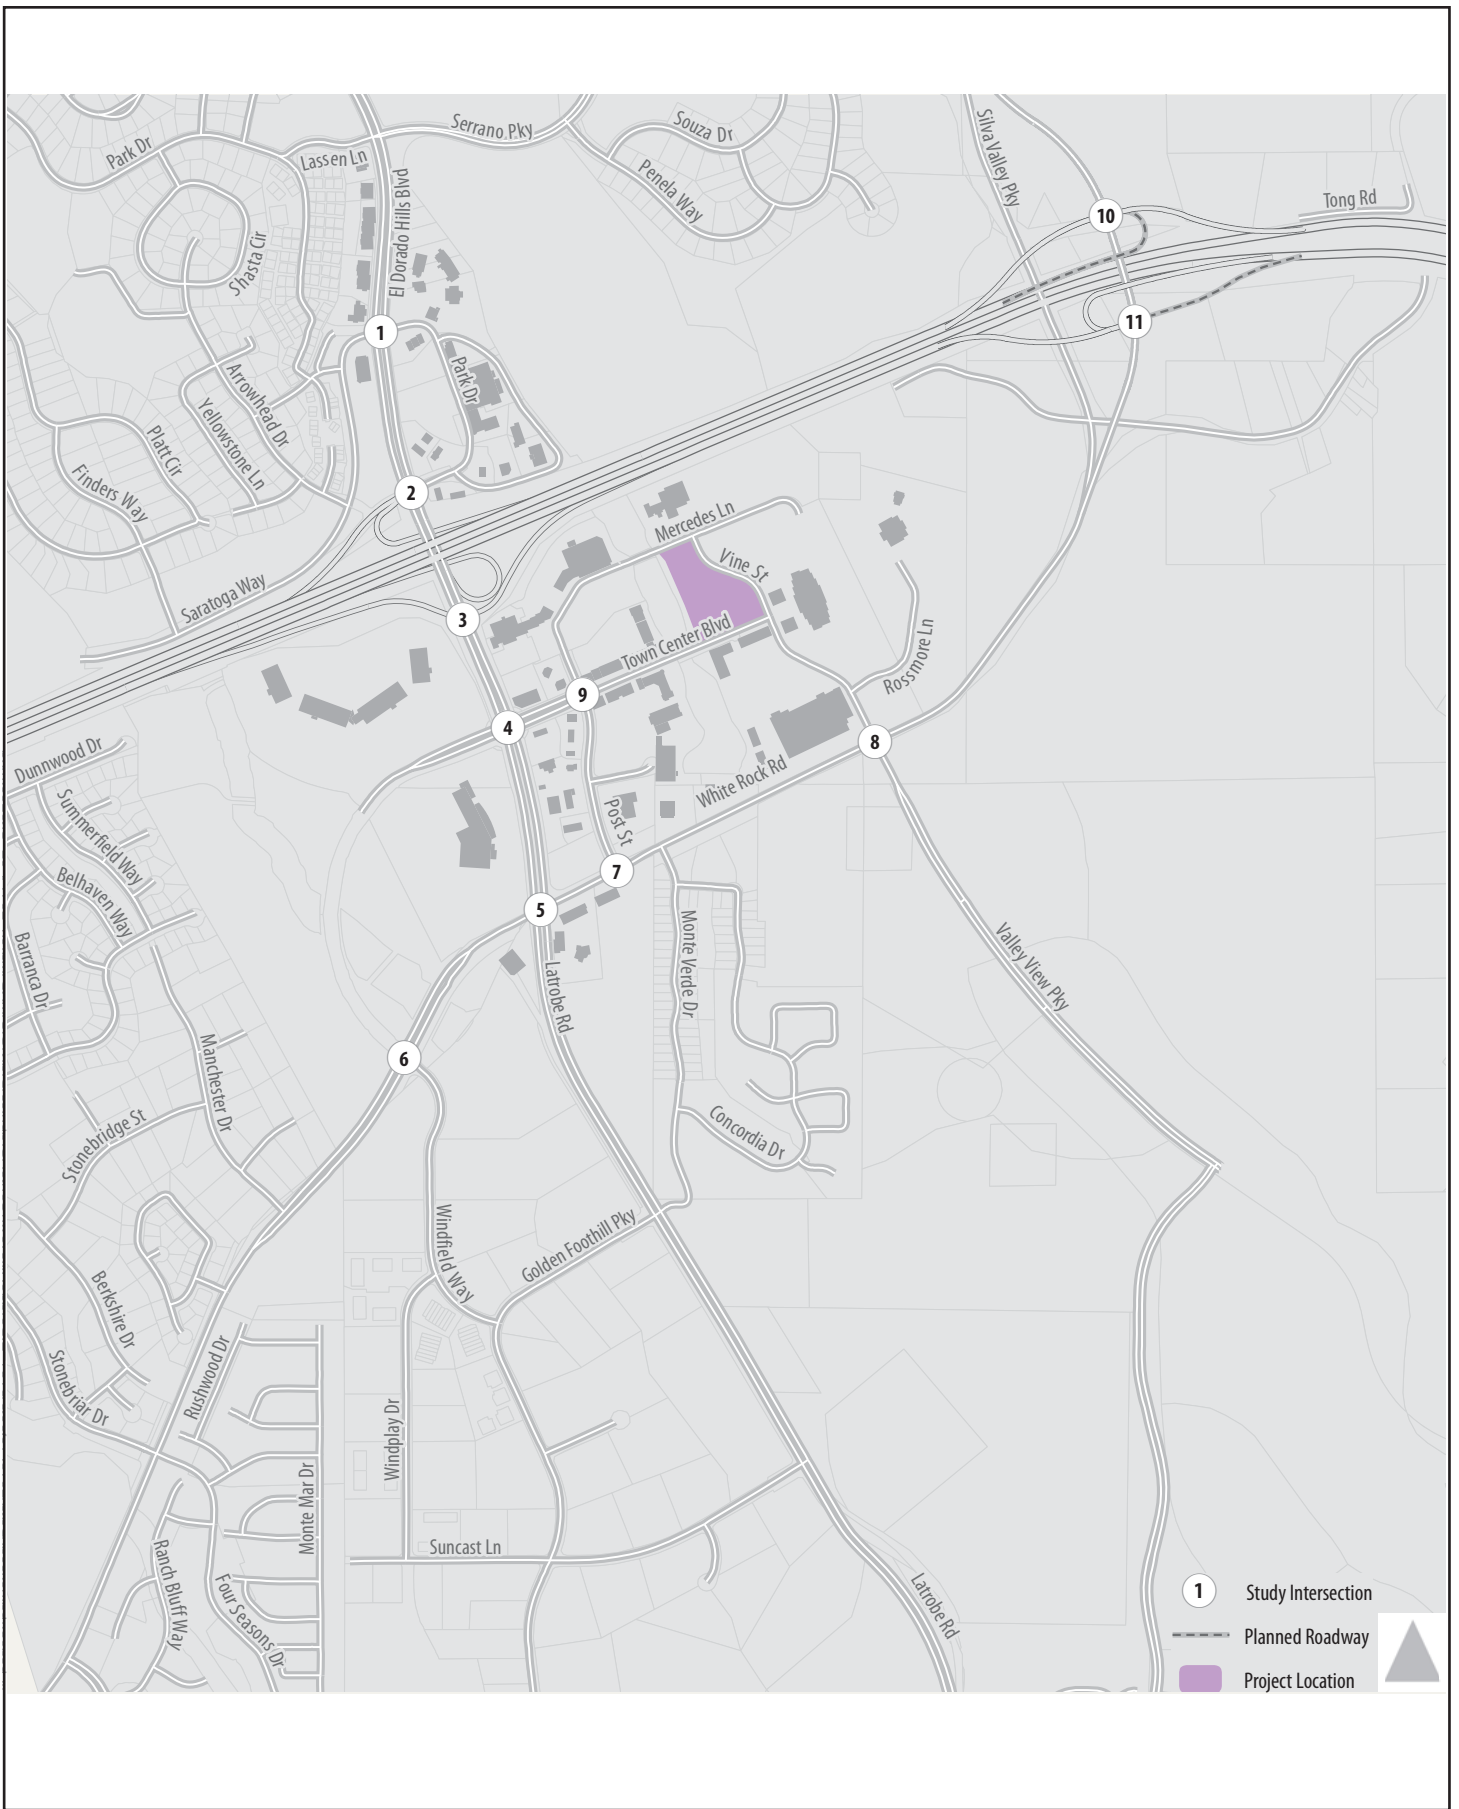 Serrano Pky
Souza Dr
Silva Valley Pky
Park Dr
Lassen Ln
Penela Way
Tong Rd
El Dorado Hills Blvd
10
Shasta Cir
1
11
Park Dr
Arrowhead Dr
Yellowstone Ln
Platt Cir
Finders Way
2
Mercedes Ln
Vine St
Saratoga Way
3
Town Center Blvd
Rossmore Ln
9
4
8
Dunnwood Dr
White Rock Rd
Summerfield Way
Post St
7
Belhaven Way
5
Monte Verde Dr
Valley View Pky
Barranca Dr
Latrobe Rd
6
Manchester Dr
Stonebridge St
Concordia Dr
Windfield Way
Golden Foothill Pky
Berkshire Dr
Rushwood Dr
Stonebriar Dr
Windplay Dr
Monte Mar Dr
Suncast Ln
Ranch Bluff Way
Four Seasons Dr
Latrobe Rd
1 Study Intersection
Planned Roadway
Project Location